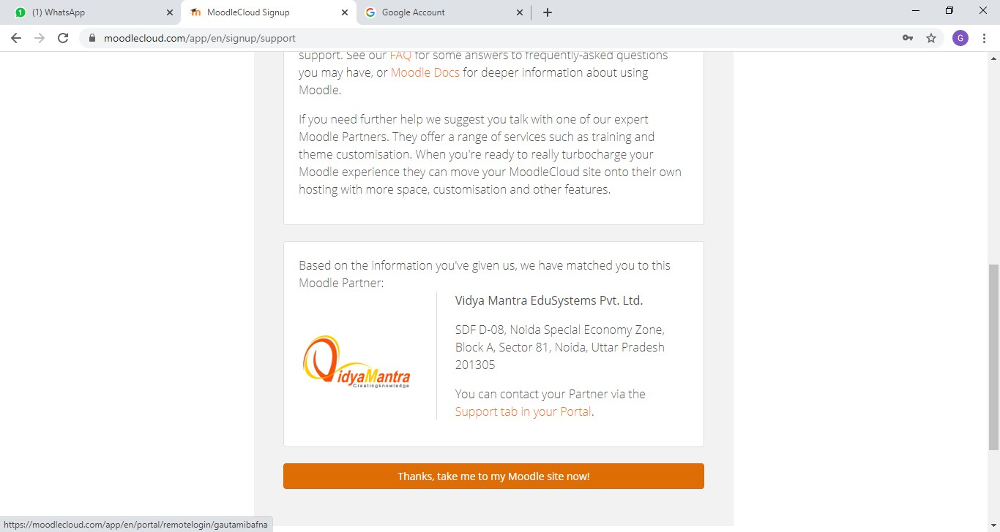 (1) WhatsApp
MoodleCloud Signup
Google Account
moodlecloud.com/app/en/signup/support
G
support. See our FAQ for some answers to frequently-asked questions
you may have, or Moodle Docs for deeper information about using
Moodle.
If you need further help we suggest you talk with one of our expert
Moodle Partners. They offer a range of services such as training and
theme customisation. When you're ready to really turbocharge your
Moodle experience they can move your MoodleCloud site onto their own
hosting with more space, customisation and other features.
Based on the information you've given us, we have matched you to this
Moodle Partner:
VidyaMantra
Creatingknowledge
Vidya Mantra EduSystems Pvt. Ltd.
SDF D-08, Noida Special Economy Zone,
Block A, Sector 81, Noida, Uttar Pradesh
201305
You can contact your Partner via the
Support tab in your Portal.
Thanks, take me to my Moodle site now!
https://moodlecloud.com/app/en/portal/remotelogin/gautamibafna